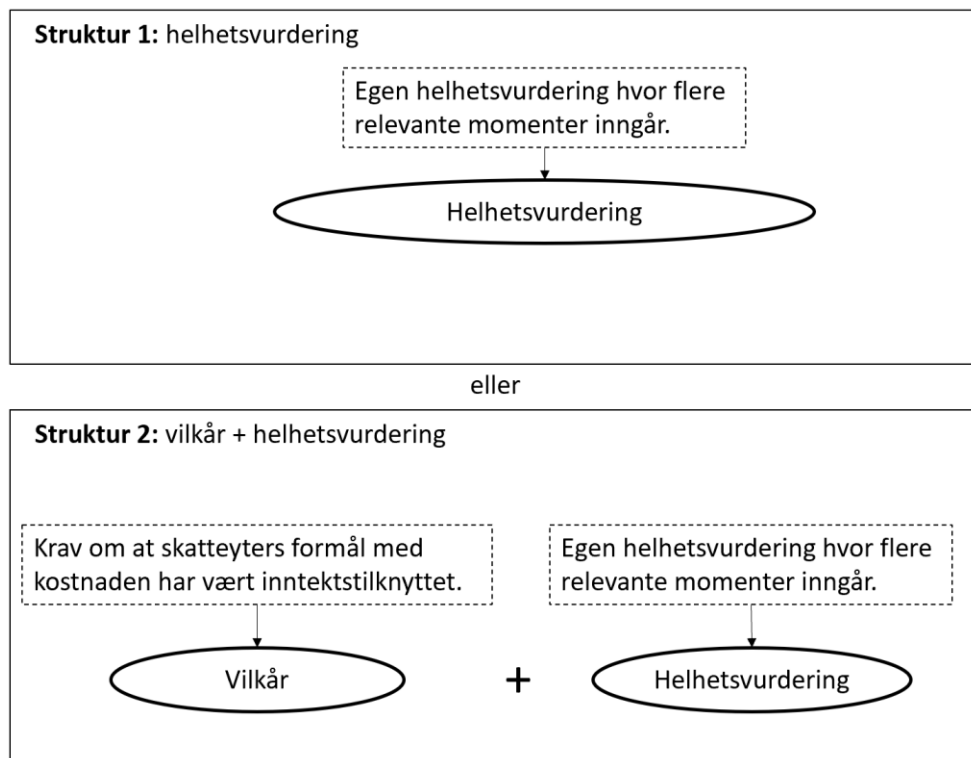 Struktur 1: helhetsvurdering
Egen helhetsvurdering hvor flere
relevante momenter inngår.
Helhetsvurdering
eller
Struktur 2: vilkår + helhetsvurdering
Krav om at skatteyters formål med
kostnaden har vært inntektstilknyttet.
Egen helhetsvurdering hvor flere
relevante momenter inngår.
Vilkår
+
Helhetsvurdering